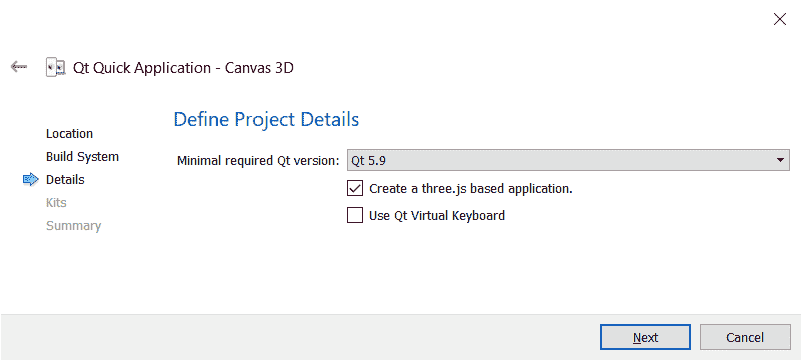 Qt Quick Application - Canvas 3D
Define Project Details
Location
Build System
Details
Kits
Summary
Minimal required Qt version: Qt 5.9
Create a three.js based application.
Use Qt Virtual Keyboard
Next
Cancel